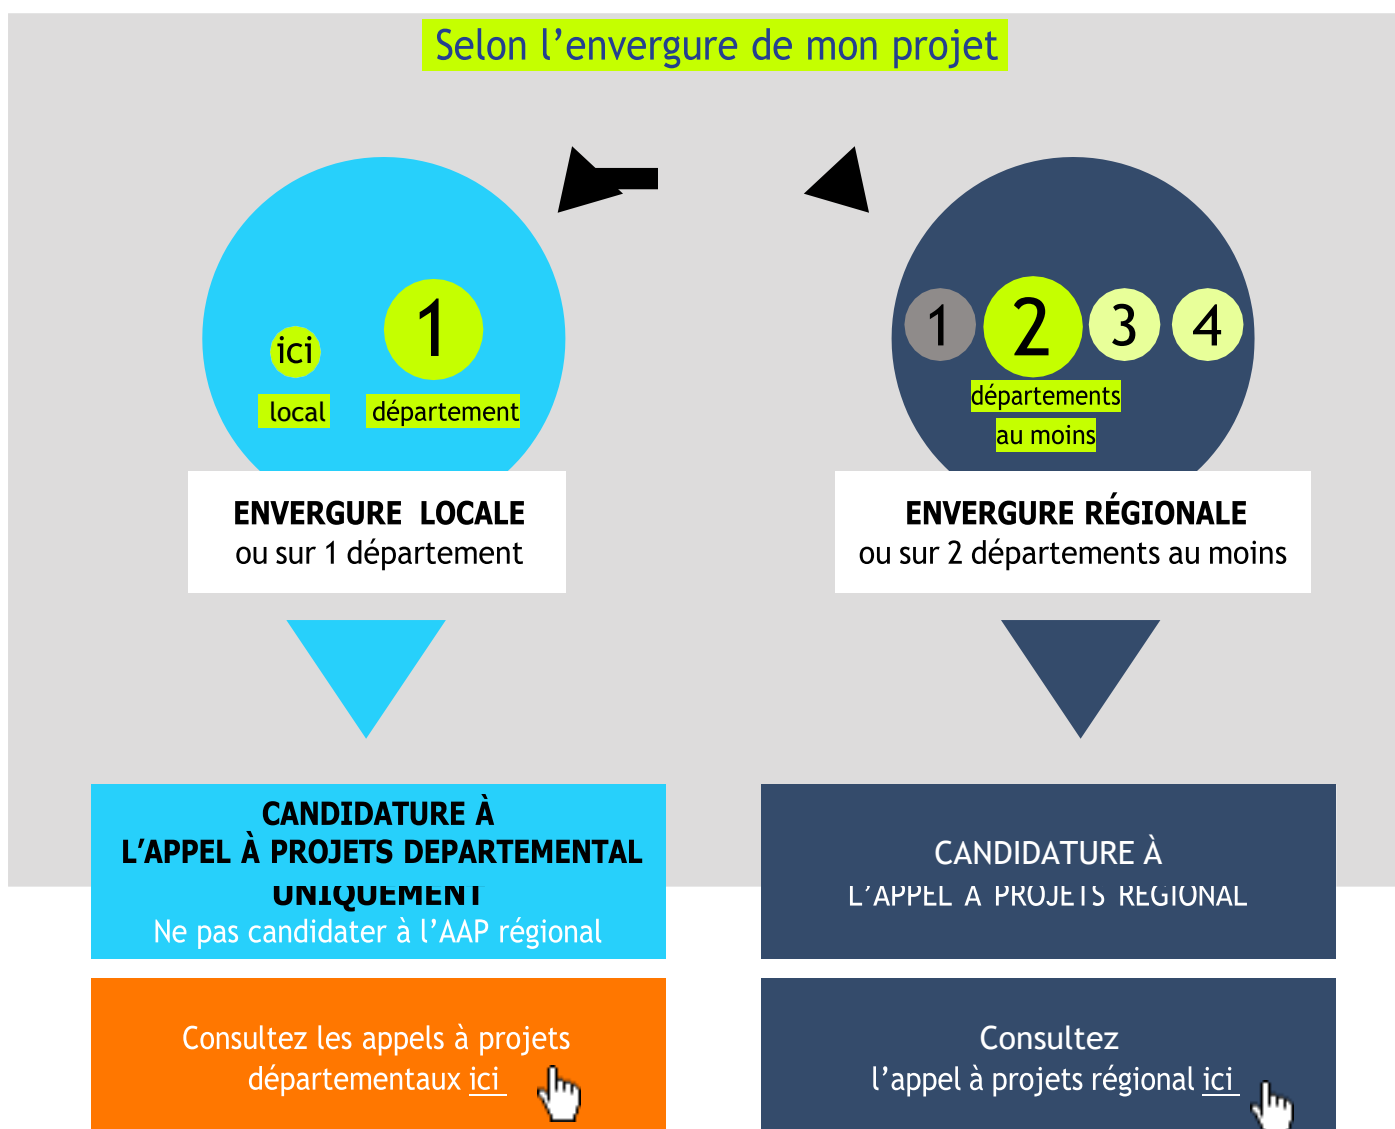 Selon l’envergure de mon projet
ici
1
local
département
1
2
3
4
départements
au moins
ENVERGURE LOCALE
ou sur 1 département
ENVERGURE RÉGIONALE
ou sur 2 départements au moins
CANDIDATURE À
L’APPEL À PROJETS DEPARTEMENTAL
UNIQUEMENT
Ne pas candidater à l’AAP régional
CANDIDATURE À
L’APPEL A PROJETS REGIONAL
Consultez les appels à projets
départementaux ici
Consultez
l’appel à projets régional ici